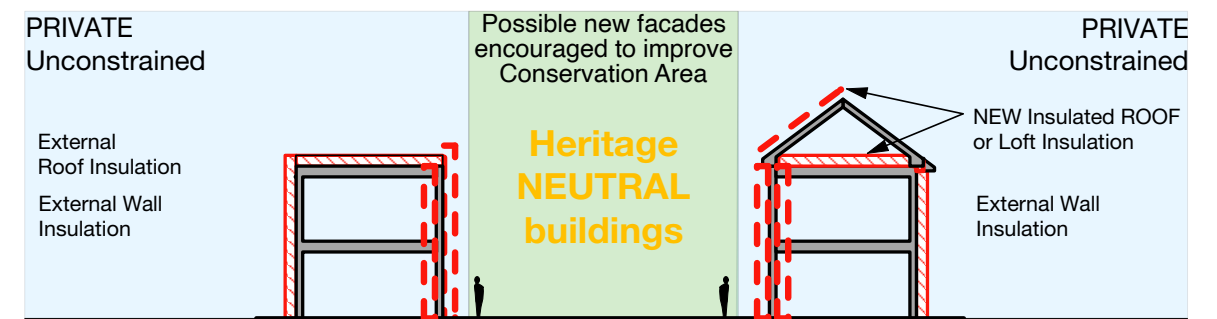 PRIVATE
Unconstrained
External
Roof Insulation
External Wall
Insulation
Possible new facades
encouraged to improve
Conservation Area
Heritage
NEUTRAL
buildings
PRIVATE
Unconstrained
NEW Insulated ROOF
or Loft Insulation
External Wall
Insulation